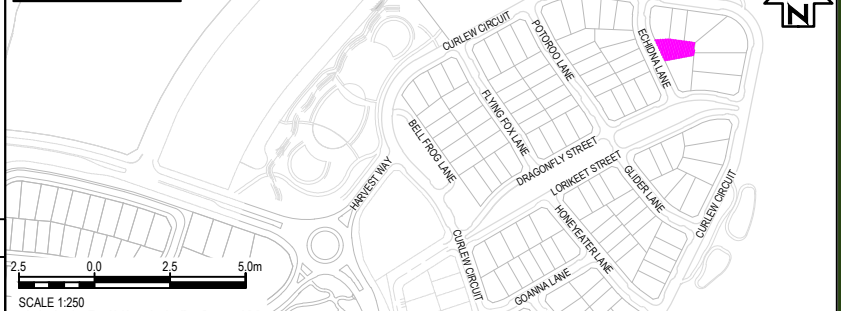 N
CURLEW CIRCUIT
POTOROO LANE
ECHIDNA LANE
FLYING FOX LANE
BELL FROG LANE
DRAGONFLY STREET
LORIKEET STREET
HARVEST WAY
GLIDER LANE
CURLEW CIRCUIT
HONEYEATER LANE
CURLEW CIRCUIT
GOANNA LANE
2.5 0.0 2.5 5.0m
SCALE 1:250